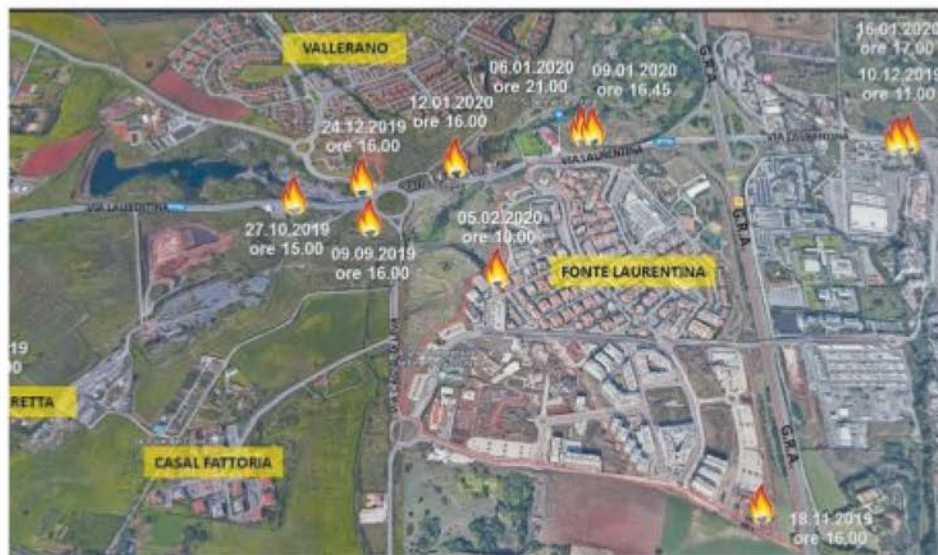 VALLERANO
16.01.2020
ore 17.00
10.12.2019
ore 11.00
06.01.2020
ore 21.00
09.01.2020
ore 16.45
12.01.2020
ore 16.00
24.12.2019
ore 16.00
G.R.A
VIA LAURENTINA
VIA LAURENTINA
VIA LAURENTINA
27.10.2019
ore 15.00
09.09.2019
ore 16.00
05.02.2020
ore 10.00
G.R.A
FONTE LAURENTINA
RETTA
CASAL FATTORIA
G.R.A
18.11.2019
ore 16.00